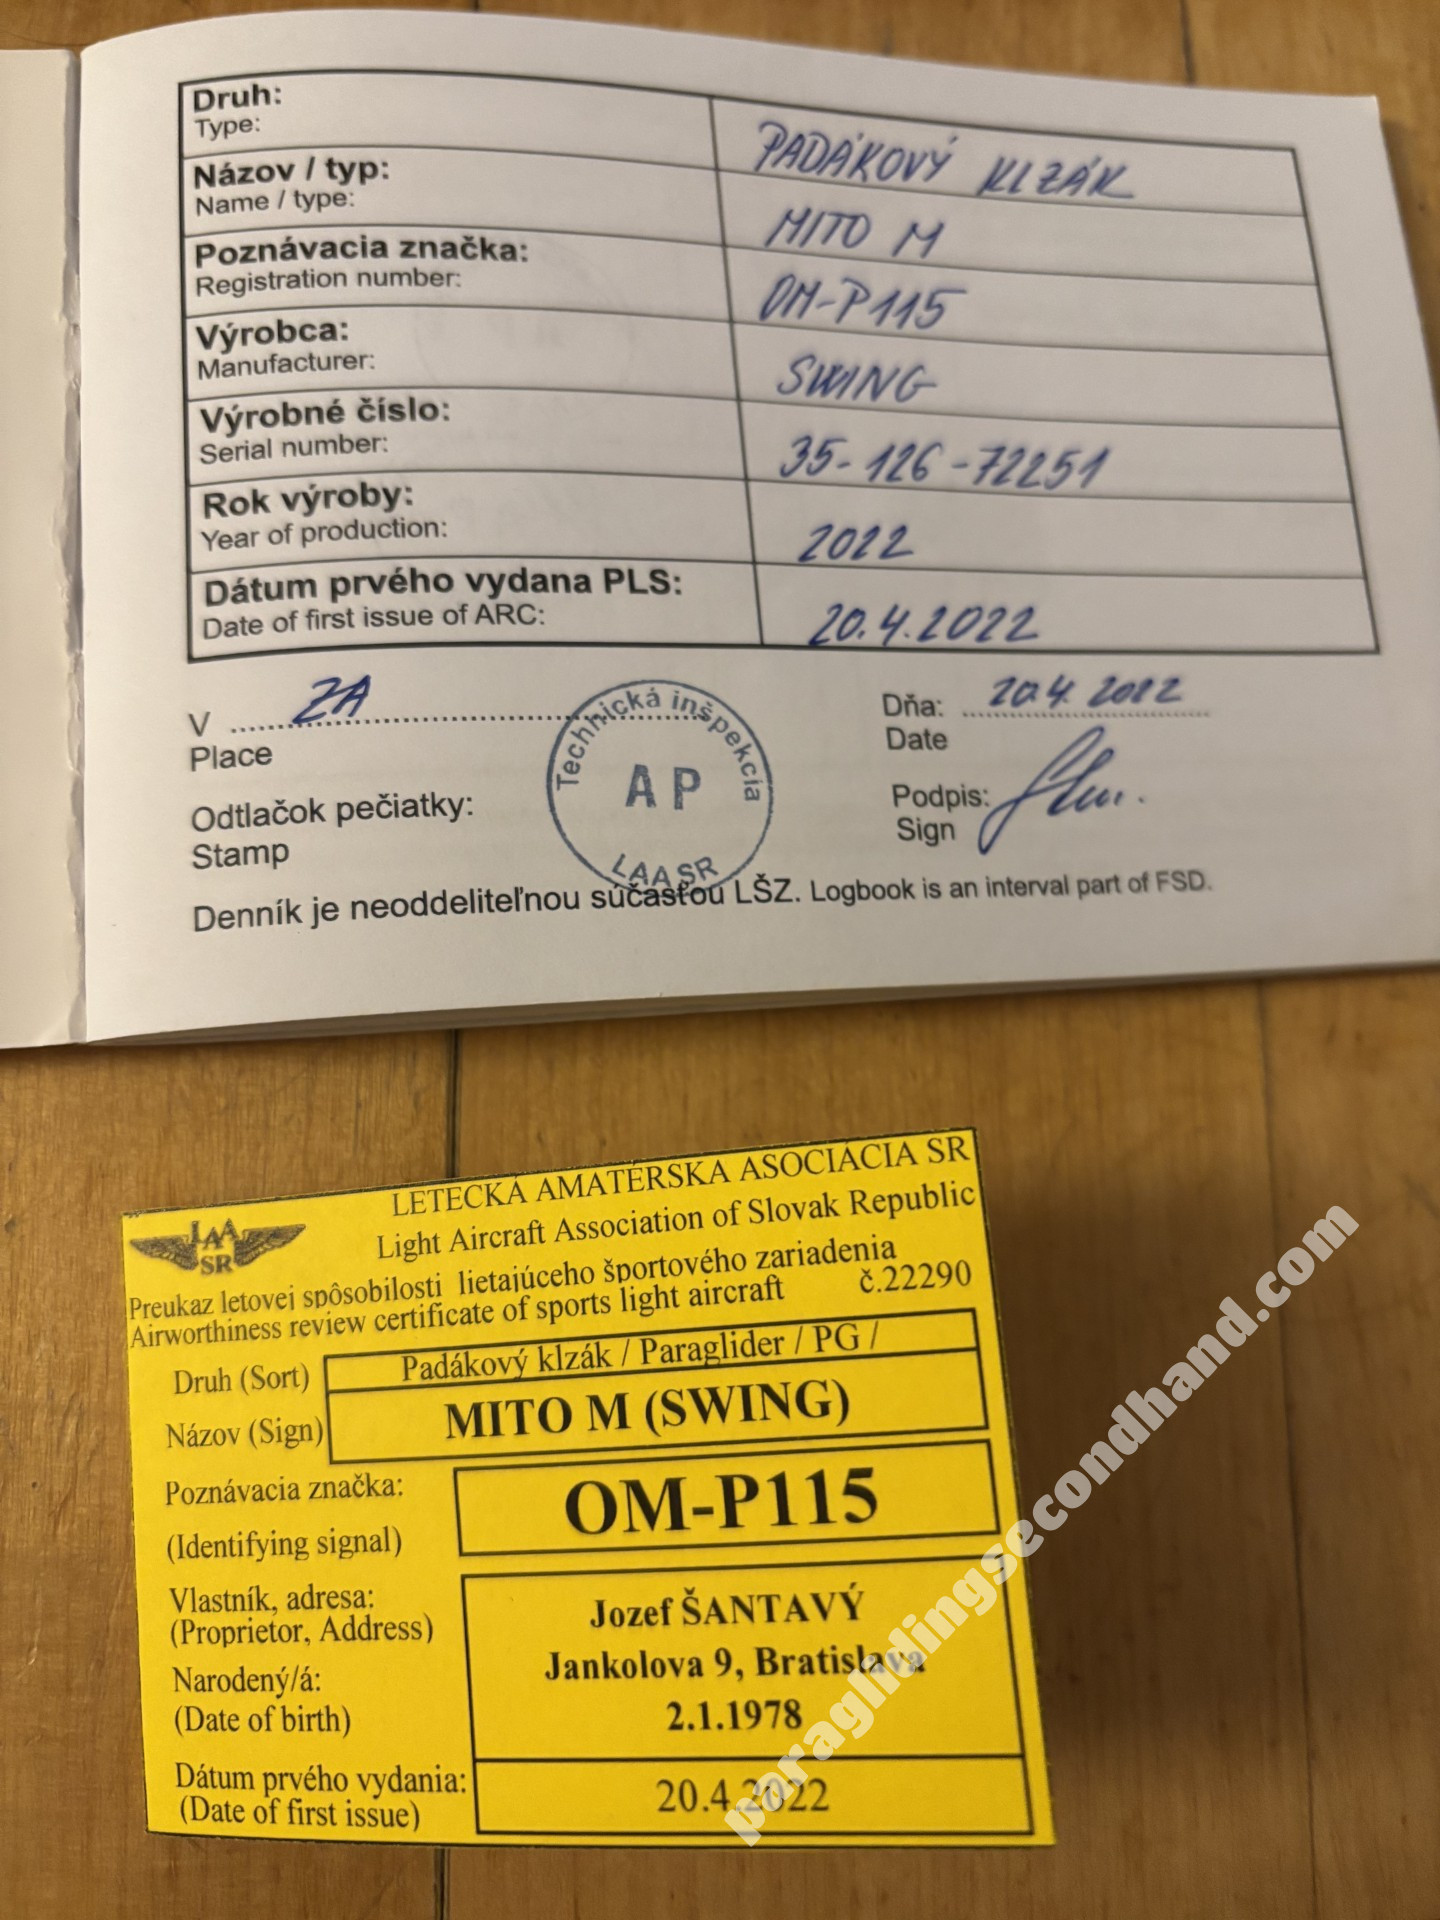 Druh:
Type:
PADÁKOVÝ KLZÁK
Názov / typ:
Name / type:
MITO M
Poznávacia značka:
Registration number:
OM-P115
Výrobca:
Manufacturer:
SWING
Výrobné číslo:
Serial number:
35-126-72251
Rok výroby:
Year of production:
2022
Dátum prvého vydana PLS:
Date of first issue of ARC:
20.4.2022
V ZA
Place
Dňa: 20.4. 2022
Date
Odtlačok pečiatky:
Stamp
Technická inšpekcia
AP
LAA SR
Podpis:
Sign
Denník je neoddeliteľnou súčasťou LŠZ. Logbook is an interval part of FSD.
LAA
SR
LETECKÁ AMATÉRSKA ASOCIÁCIA SR
Light Aircraft Association of Slovak Republic
Preukaz letovej spôsobilosti lietajúceho športového zariadenia
Airworthiness review certificate of sports light aircraft č.22290
Druh (Sort) Padákový klzák / Paraglider / PG /
Názov (Sign) MITO M (SWING)
Poznávacia značka:
(Identifying signal)
OM-P115
Vlastník, adresa:
(Proprietor, Address)
Jozef ŠANTAVÝ
Jankolova 9, Bratislava
Narodený/á:
(Date of birth)
2.1.1978
Dátum prvého vydania:
(Date of first issue)
20.4.2022
paraglidingsecondhand.com